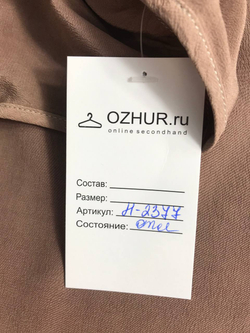 OZHUR.ru
online secondhand
Состав:
Размер:
Артикул: Н-2377
Состояние: отл